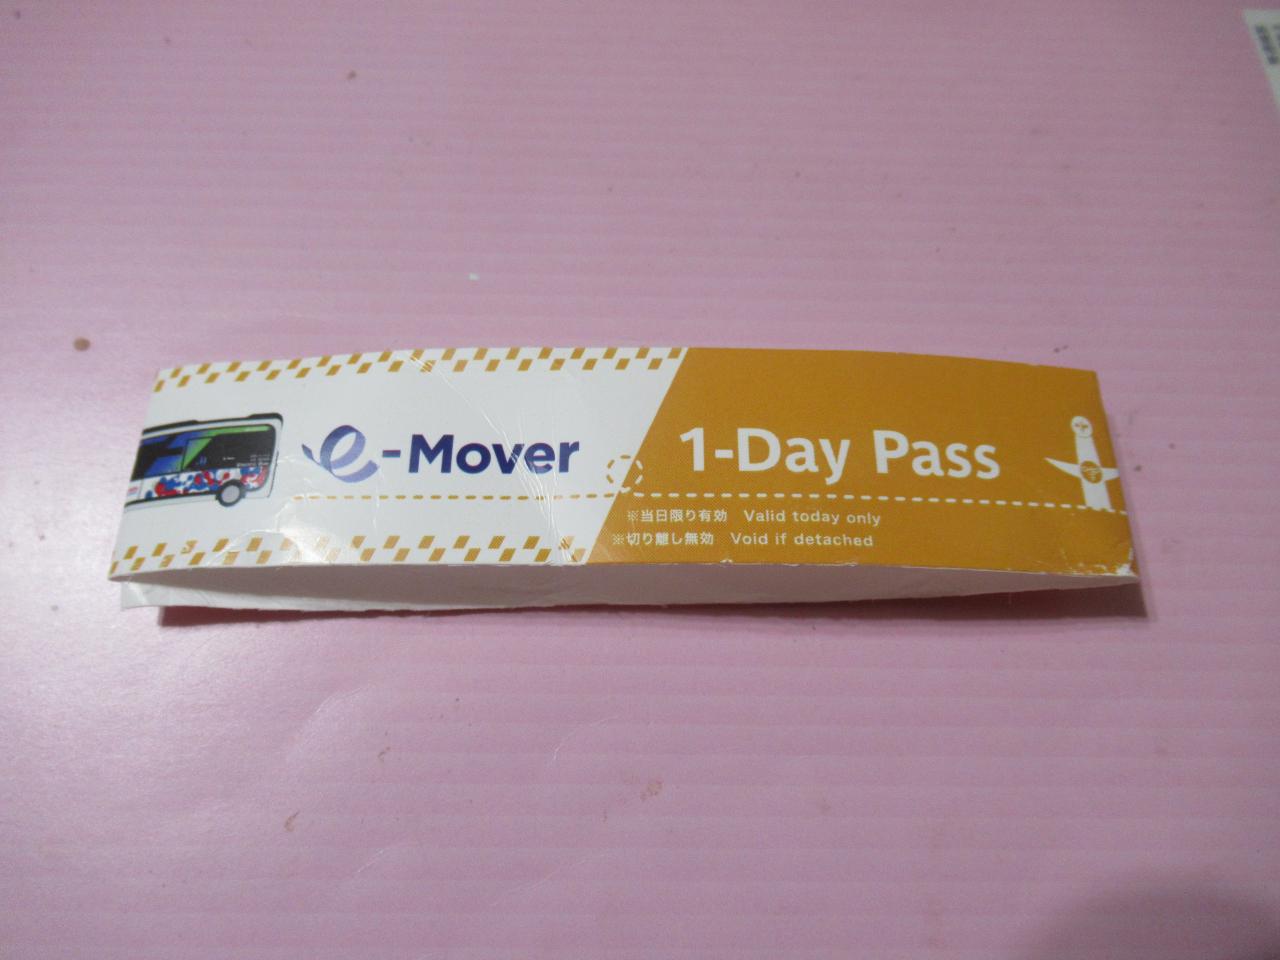 e-Mover
1-Day Pass
※当日限り有効 Valid today only
※切り離し無効 Void if detached